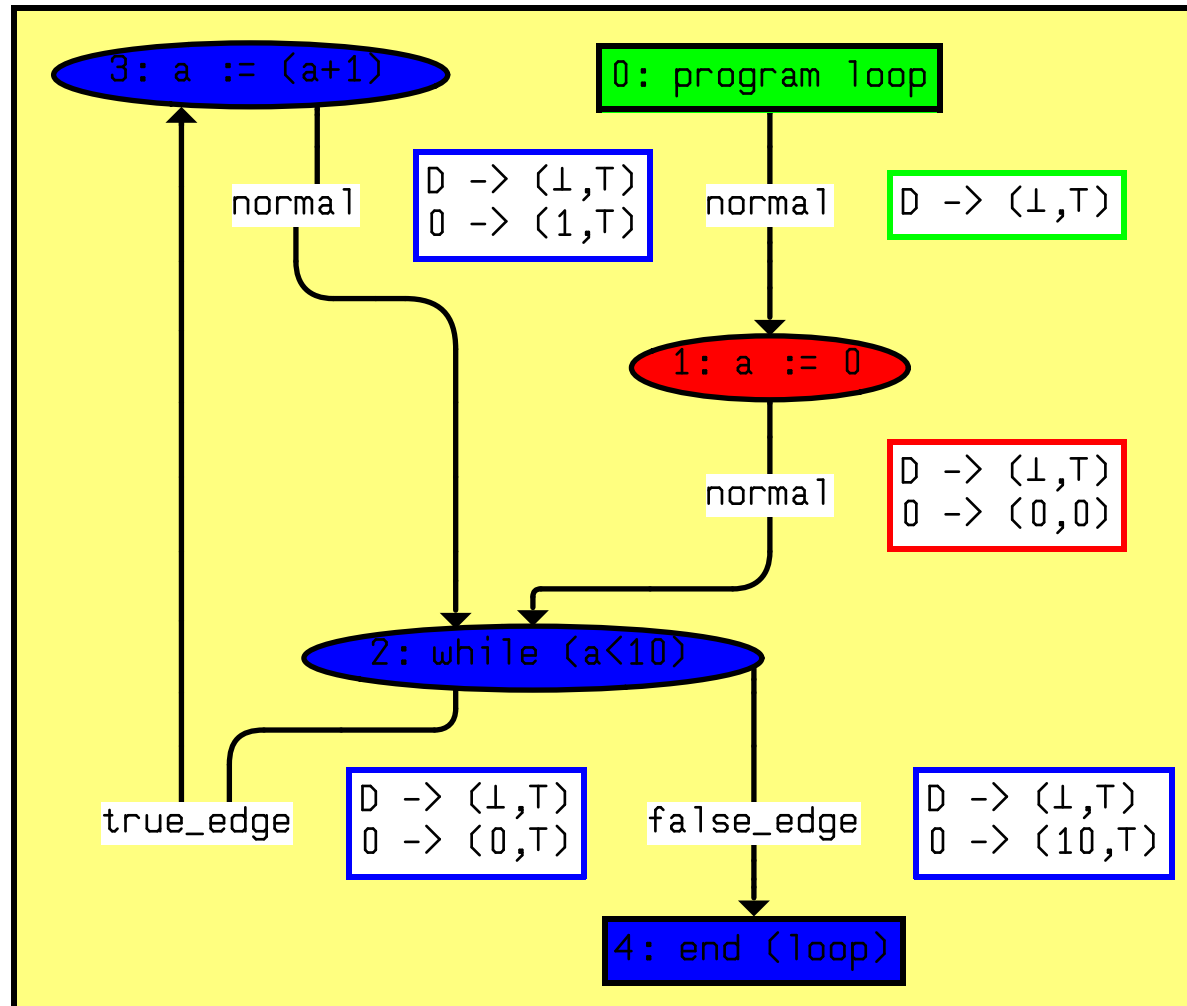 3: a := (a+1)
0: program loop
normal
D -> (⊥,T)
0 -> (1,T)
normal
D -> (⊥,T)
1: a := 0
normal
D -> (⊥,T)
0 -> (0,0)
2: while (a<10)
true_edge
D -> (⊥,T)
0 -> (0,T)
false_edge
D -> (⊥,T)
0 -> (10,T)
4: end (loop)